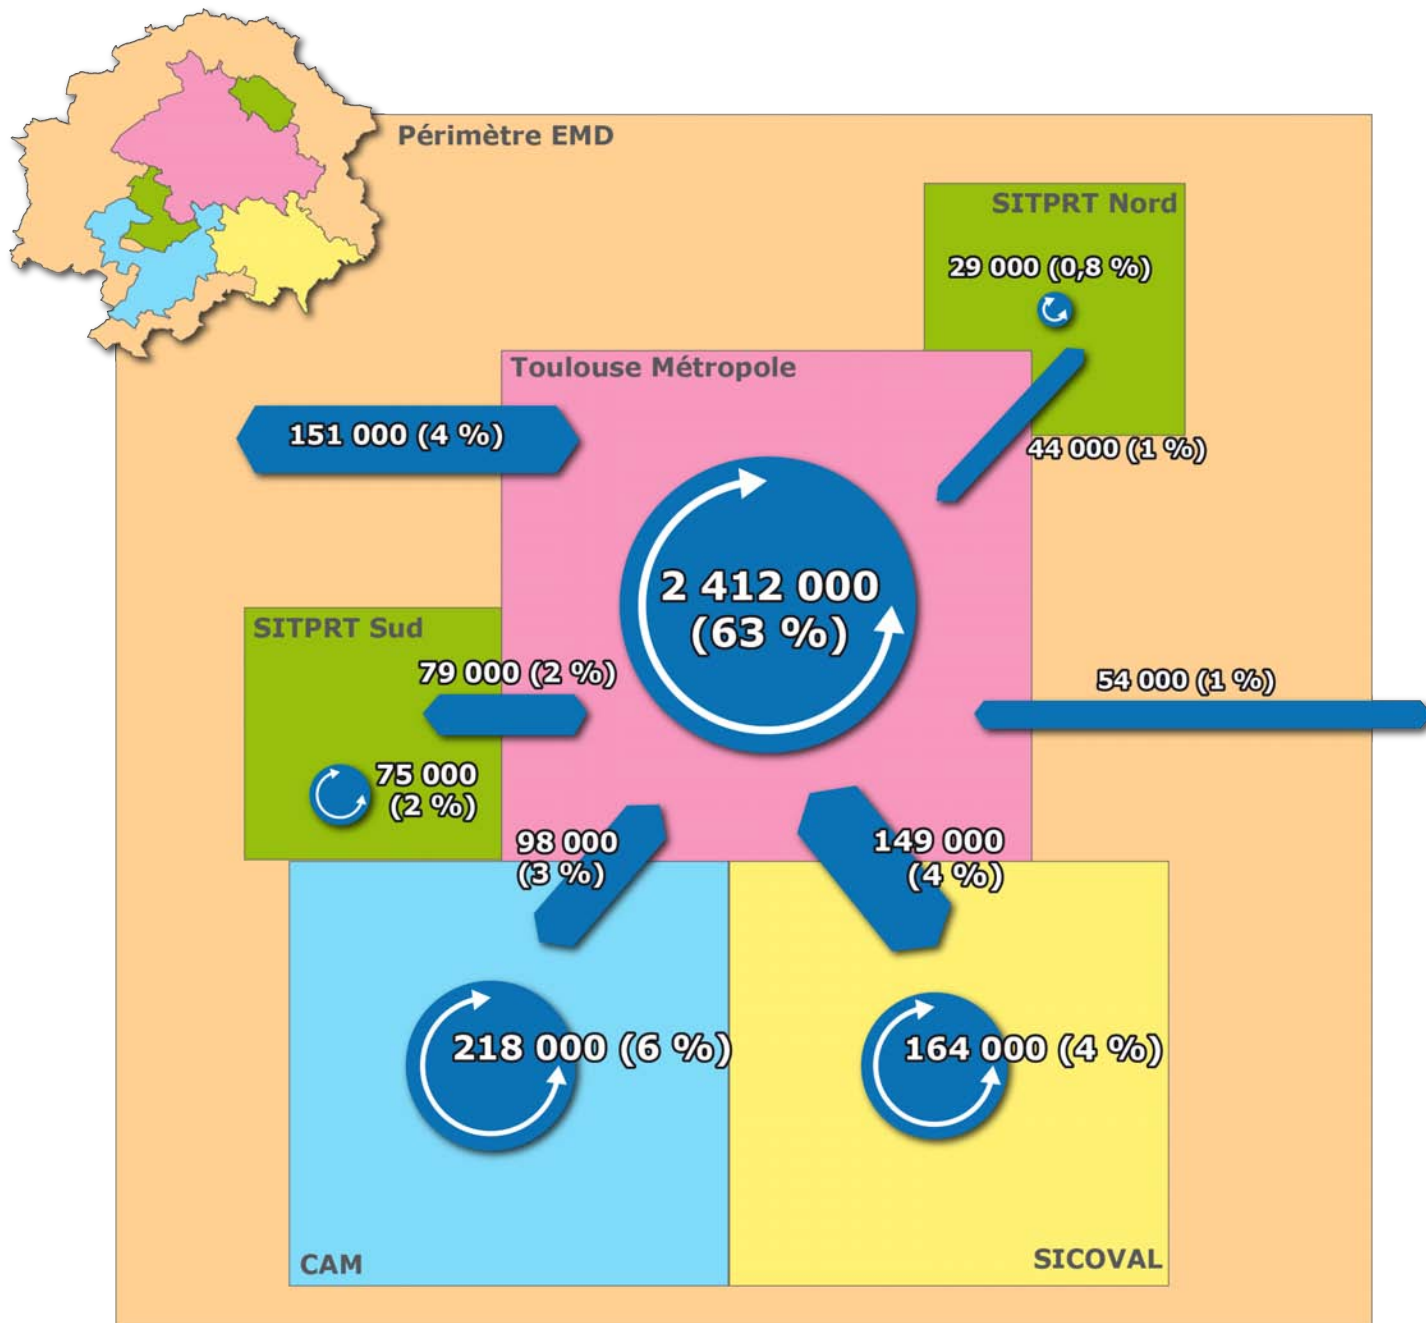 Périmètre EMD
SITPRT Nord
29 000 (0,8 %)
Toulouse Métropole
151 000 (4 %)
44 000 (1 %)
2 412 000
(63 %)
SITPRT Sud
79 000 (2 %)
54 000 (1 %)
75 000
(2 %)
98 000
(3 %)
149 000
(4 %)
218 000 (6 %)
164 000 (4 %)
CAM
SICOVAL